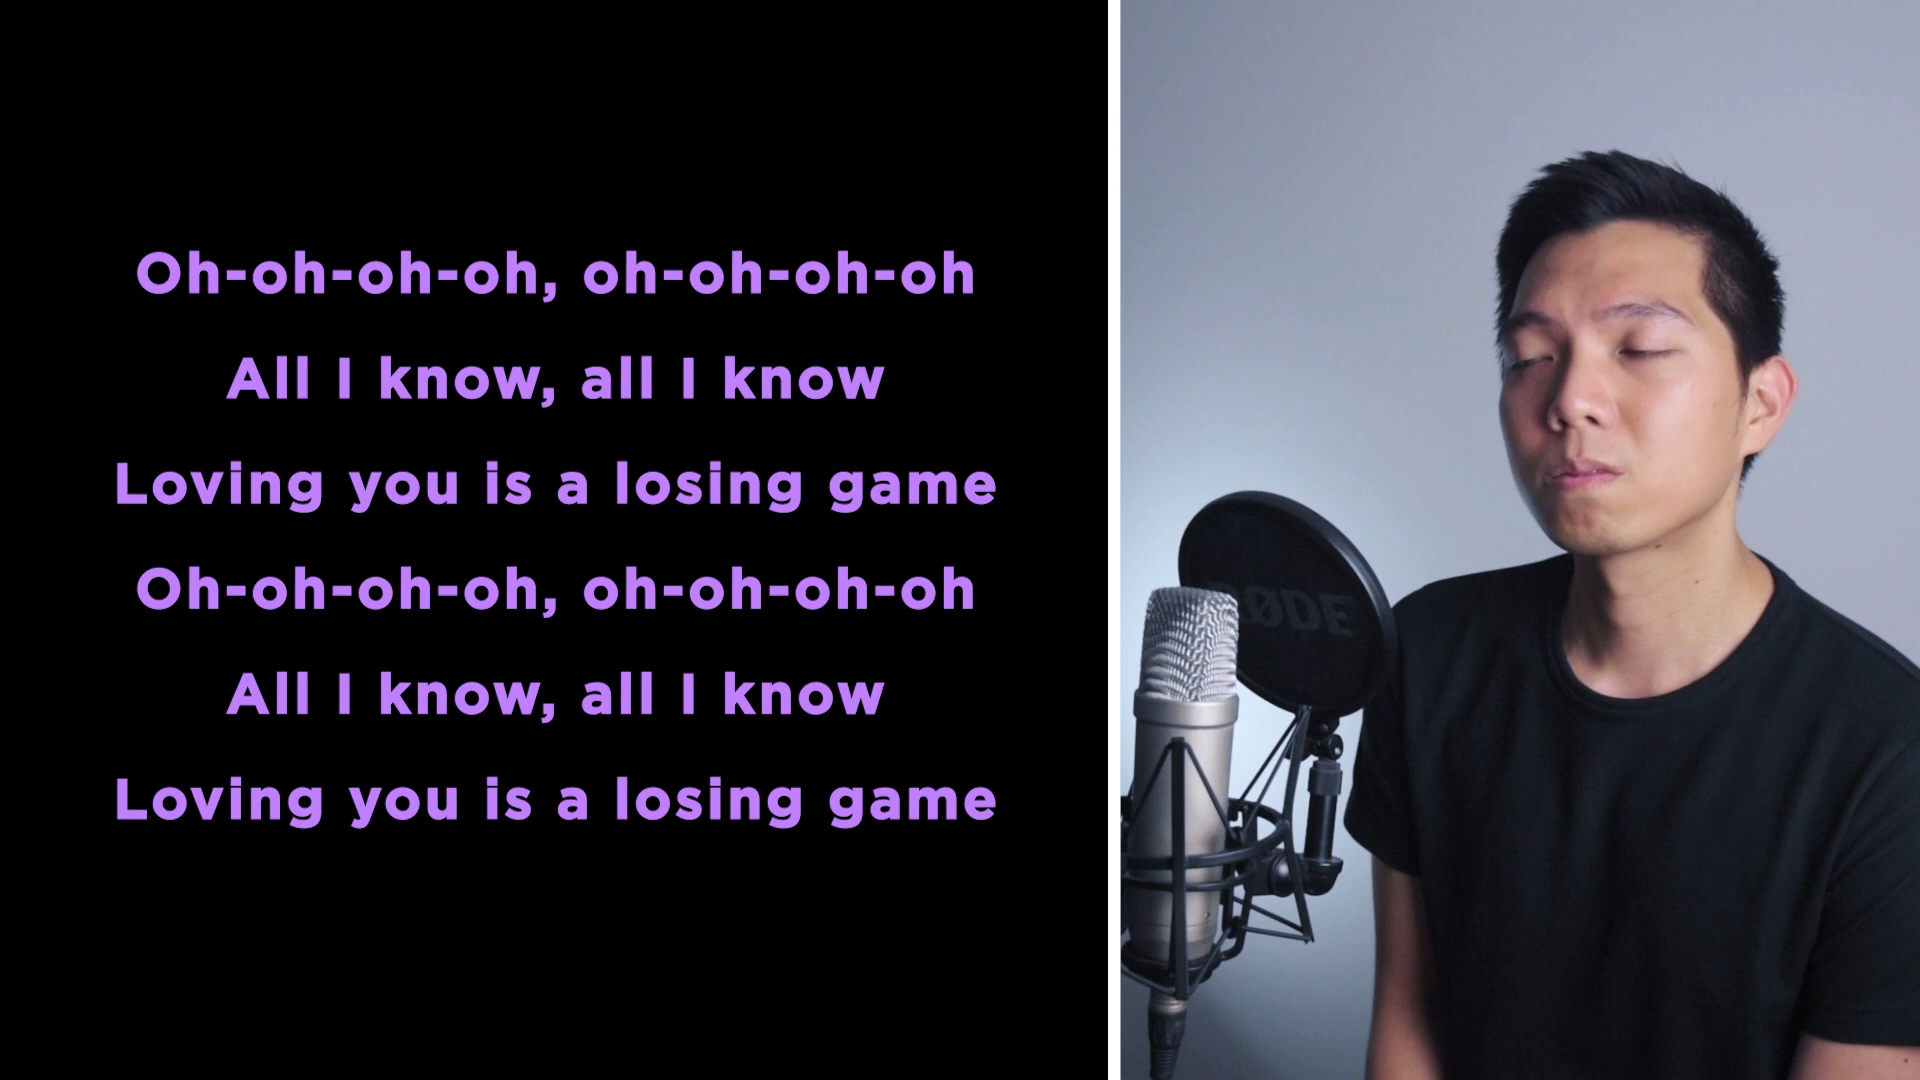 Oh-oh-oh-oh, oh-oh-oh-oh
All I know, all I know
Loving you is a losing game
Oh-oh-oh-oh, oh-oh-oh-oh
All I know, all I know
Loving you is a losing game
RØDE